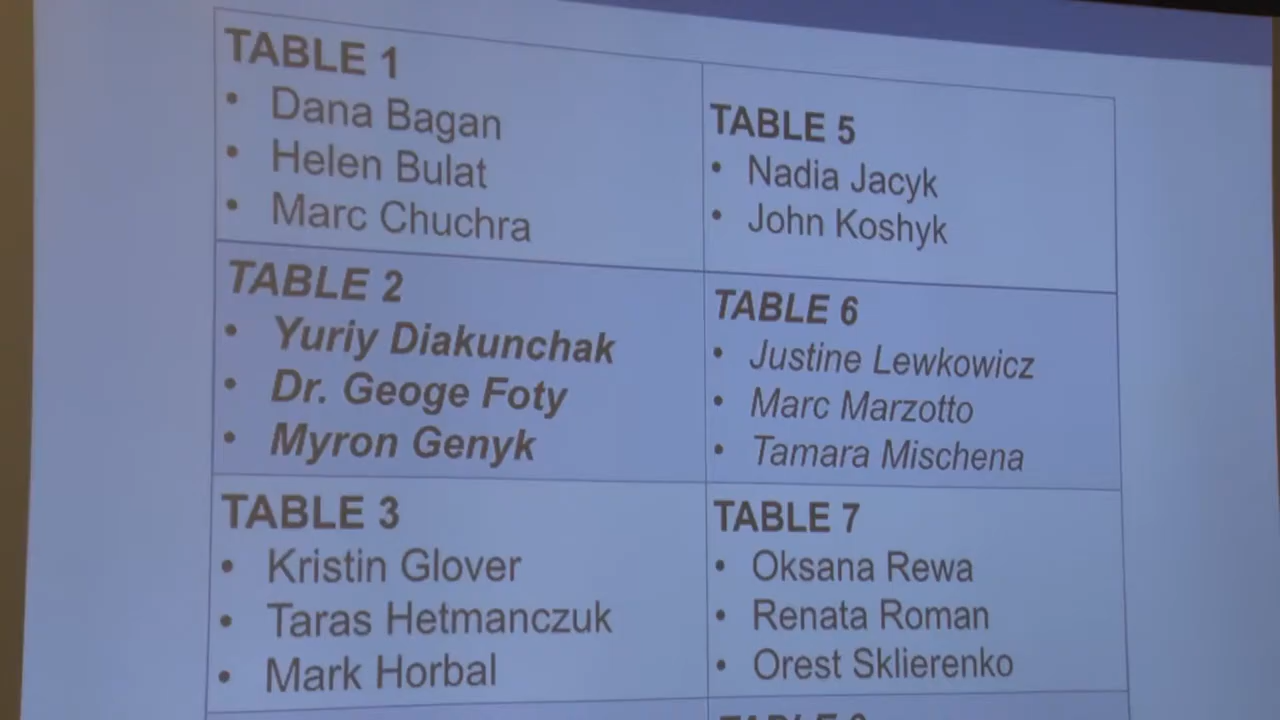 TABLE 1
• Dana Bagan
• Helen Bulat
• Marc Chuchra
TABLE 2
• Yuriy Diakunchak
• Dr. Geoge Foty
• Myron Genyk
TABLE 3
• Kristin Glover
• Taras Hetmanczuk
• Mark Horbal
TABLE 5
• Nadia Jacyk
• John Koshyk
TABLE 6
• Justine Lewkowicz
• Marc Marzotto
• Tamara Mischena
TABLE 7
• Oksana Rewa
• Renata Roman
• Orest Sklierenko
TABLE